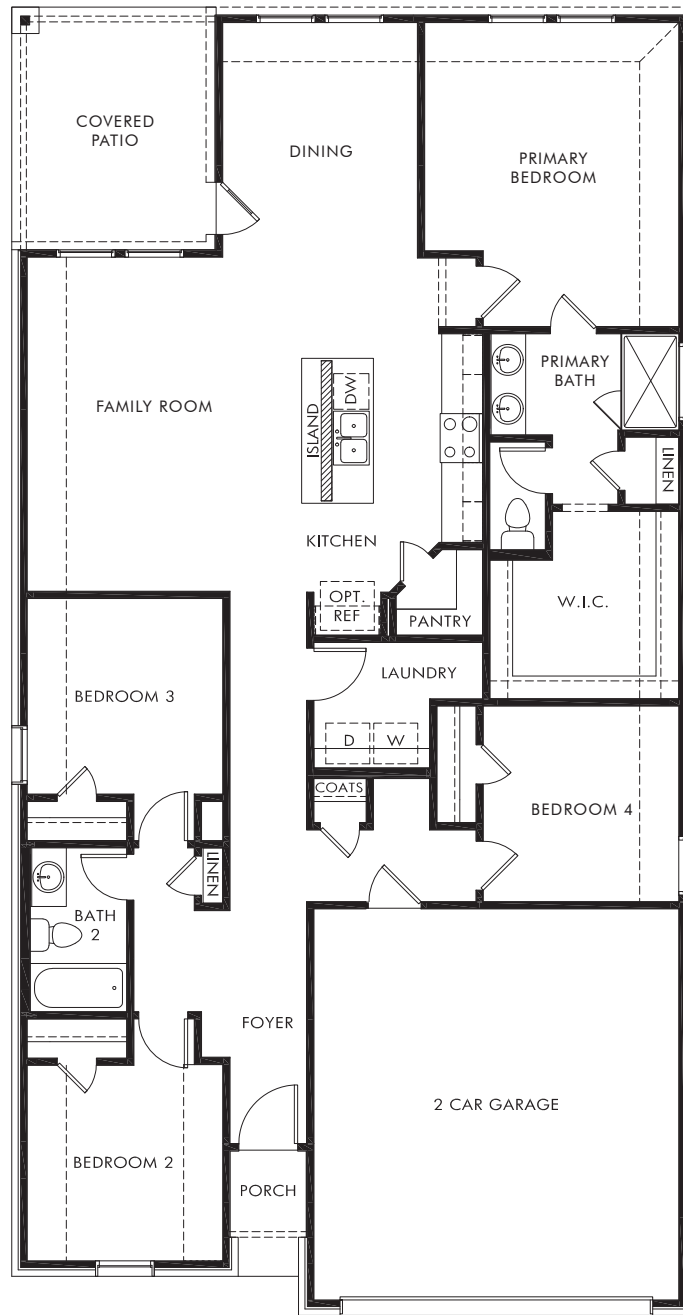 COVERED
PATIO
DINING
PRIMARY
BEDROOM
FAMILY ROOM
ISLAND
DW
PRIMARY
BATH
LINEN
KITCHEN
OPT.
REF
PANTRY
W.I.C.
LAUNDRY
D
W
BEDROOM 3
COATS
BEDROOM 4
LINEN
BATH
2
FOYER
2 CAR GARAGE
BEDROOM 2
PORCH